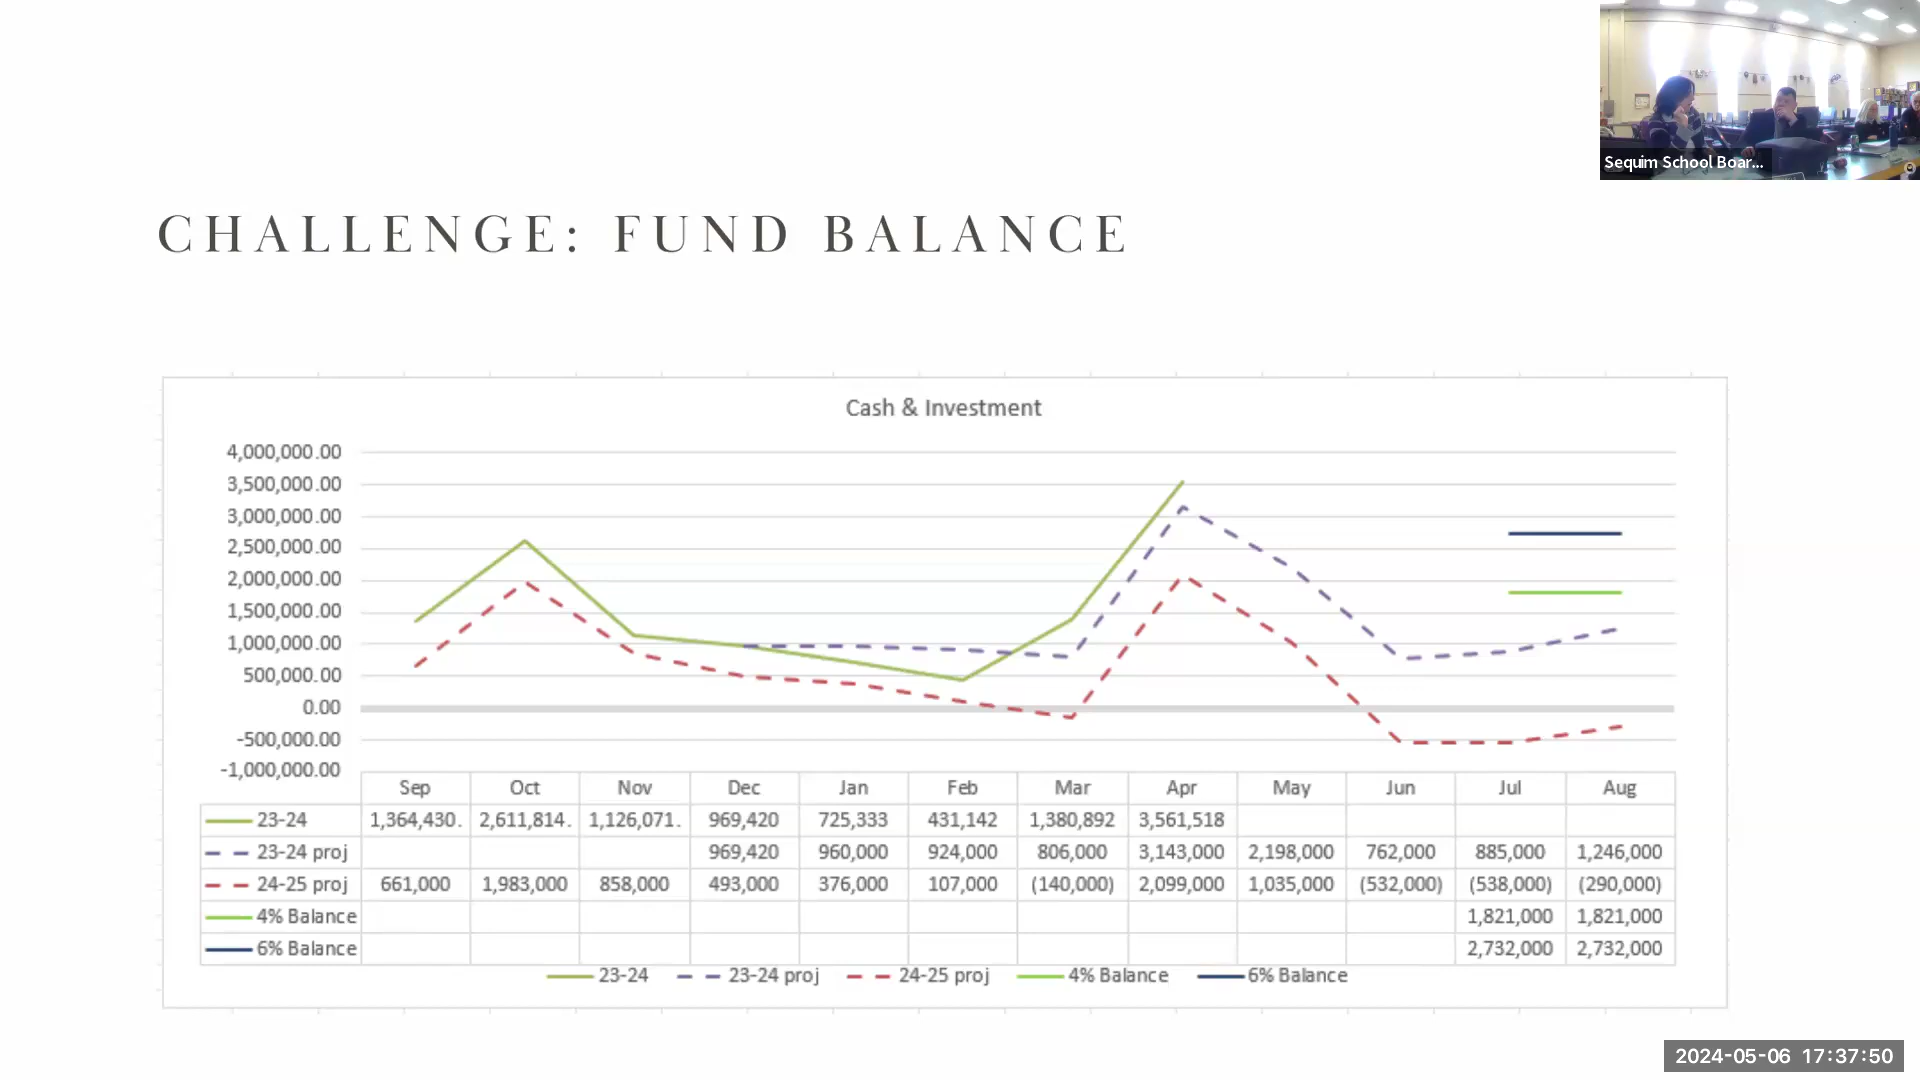 Sequim School Boar...
CHALLENGE: FUND BALANCE
Cash & Investment
4,000,000.00
3,500,000.00
3,000,000.00
2,500,000.00
2,000,000.00
1,500,000.00
1,000,000.00
500,000.00
0.00
-500,000.00
-1,000,000.00
Sep Oct Nov Dec Jan Feb Mar Apr May Jun Jul Aug
23-24 1,364,430. 2,611,814. 1,126,071. 969,420 725,333 431,142 1,380,892 3,561,518
23-24 proj 969,420 960,000 924,000 806,000 3,143,000 2,198,000 762,000 885,000 1,246,000
24-25 proj 661,000 1,983,000 858,000 493,000 376,000 107,000 (140,000) 2,099,000 1,035,000 (532,000) (538,000) (290,000)
4% Balance 1,821,000 1,821,000
6% Balance 2,732,000 2,732,000
23-24 23-24 proj 24-25 proj 4% Balance 6% Balance
2024-05-06 17:37:50